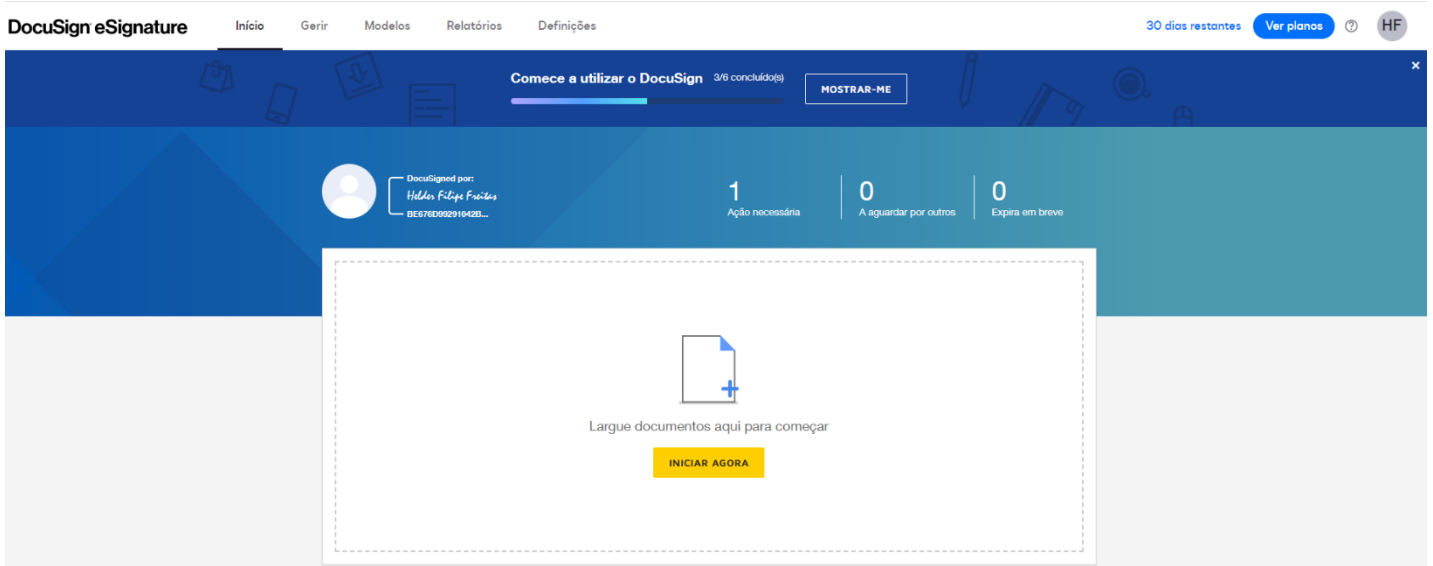 DocuSign eSignature Início Gerir Modelos Relatórios Definições 30 dias restantes Ver planos ? HF
Comece a utilizar o DocuSign 3/6 concluído(s) MOSTRAR-ME ×
DocuSigned por:
Helder Filipe Freitas
BE676D99291042B...
1 0 0
Ação necessária A aguardar por outros Expira em breve
Largue documentos aqui para começar
INICIAR AGORA